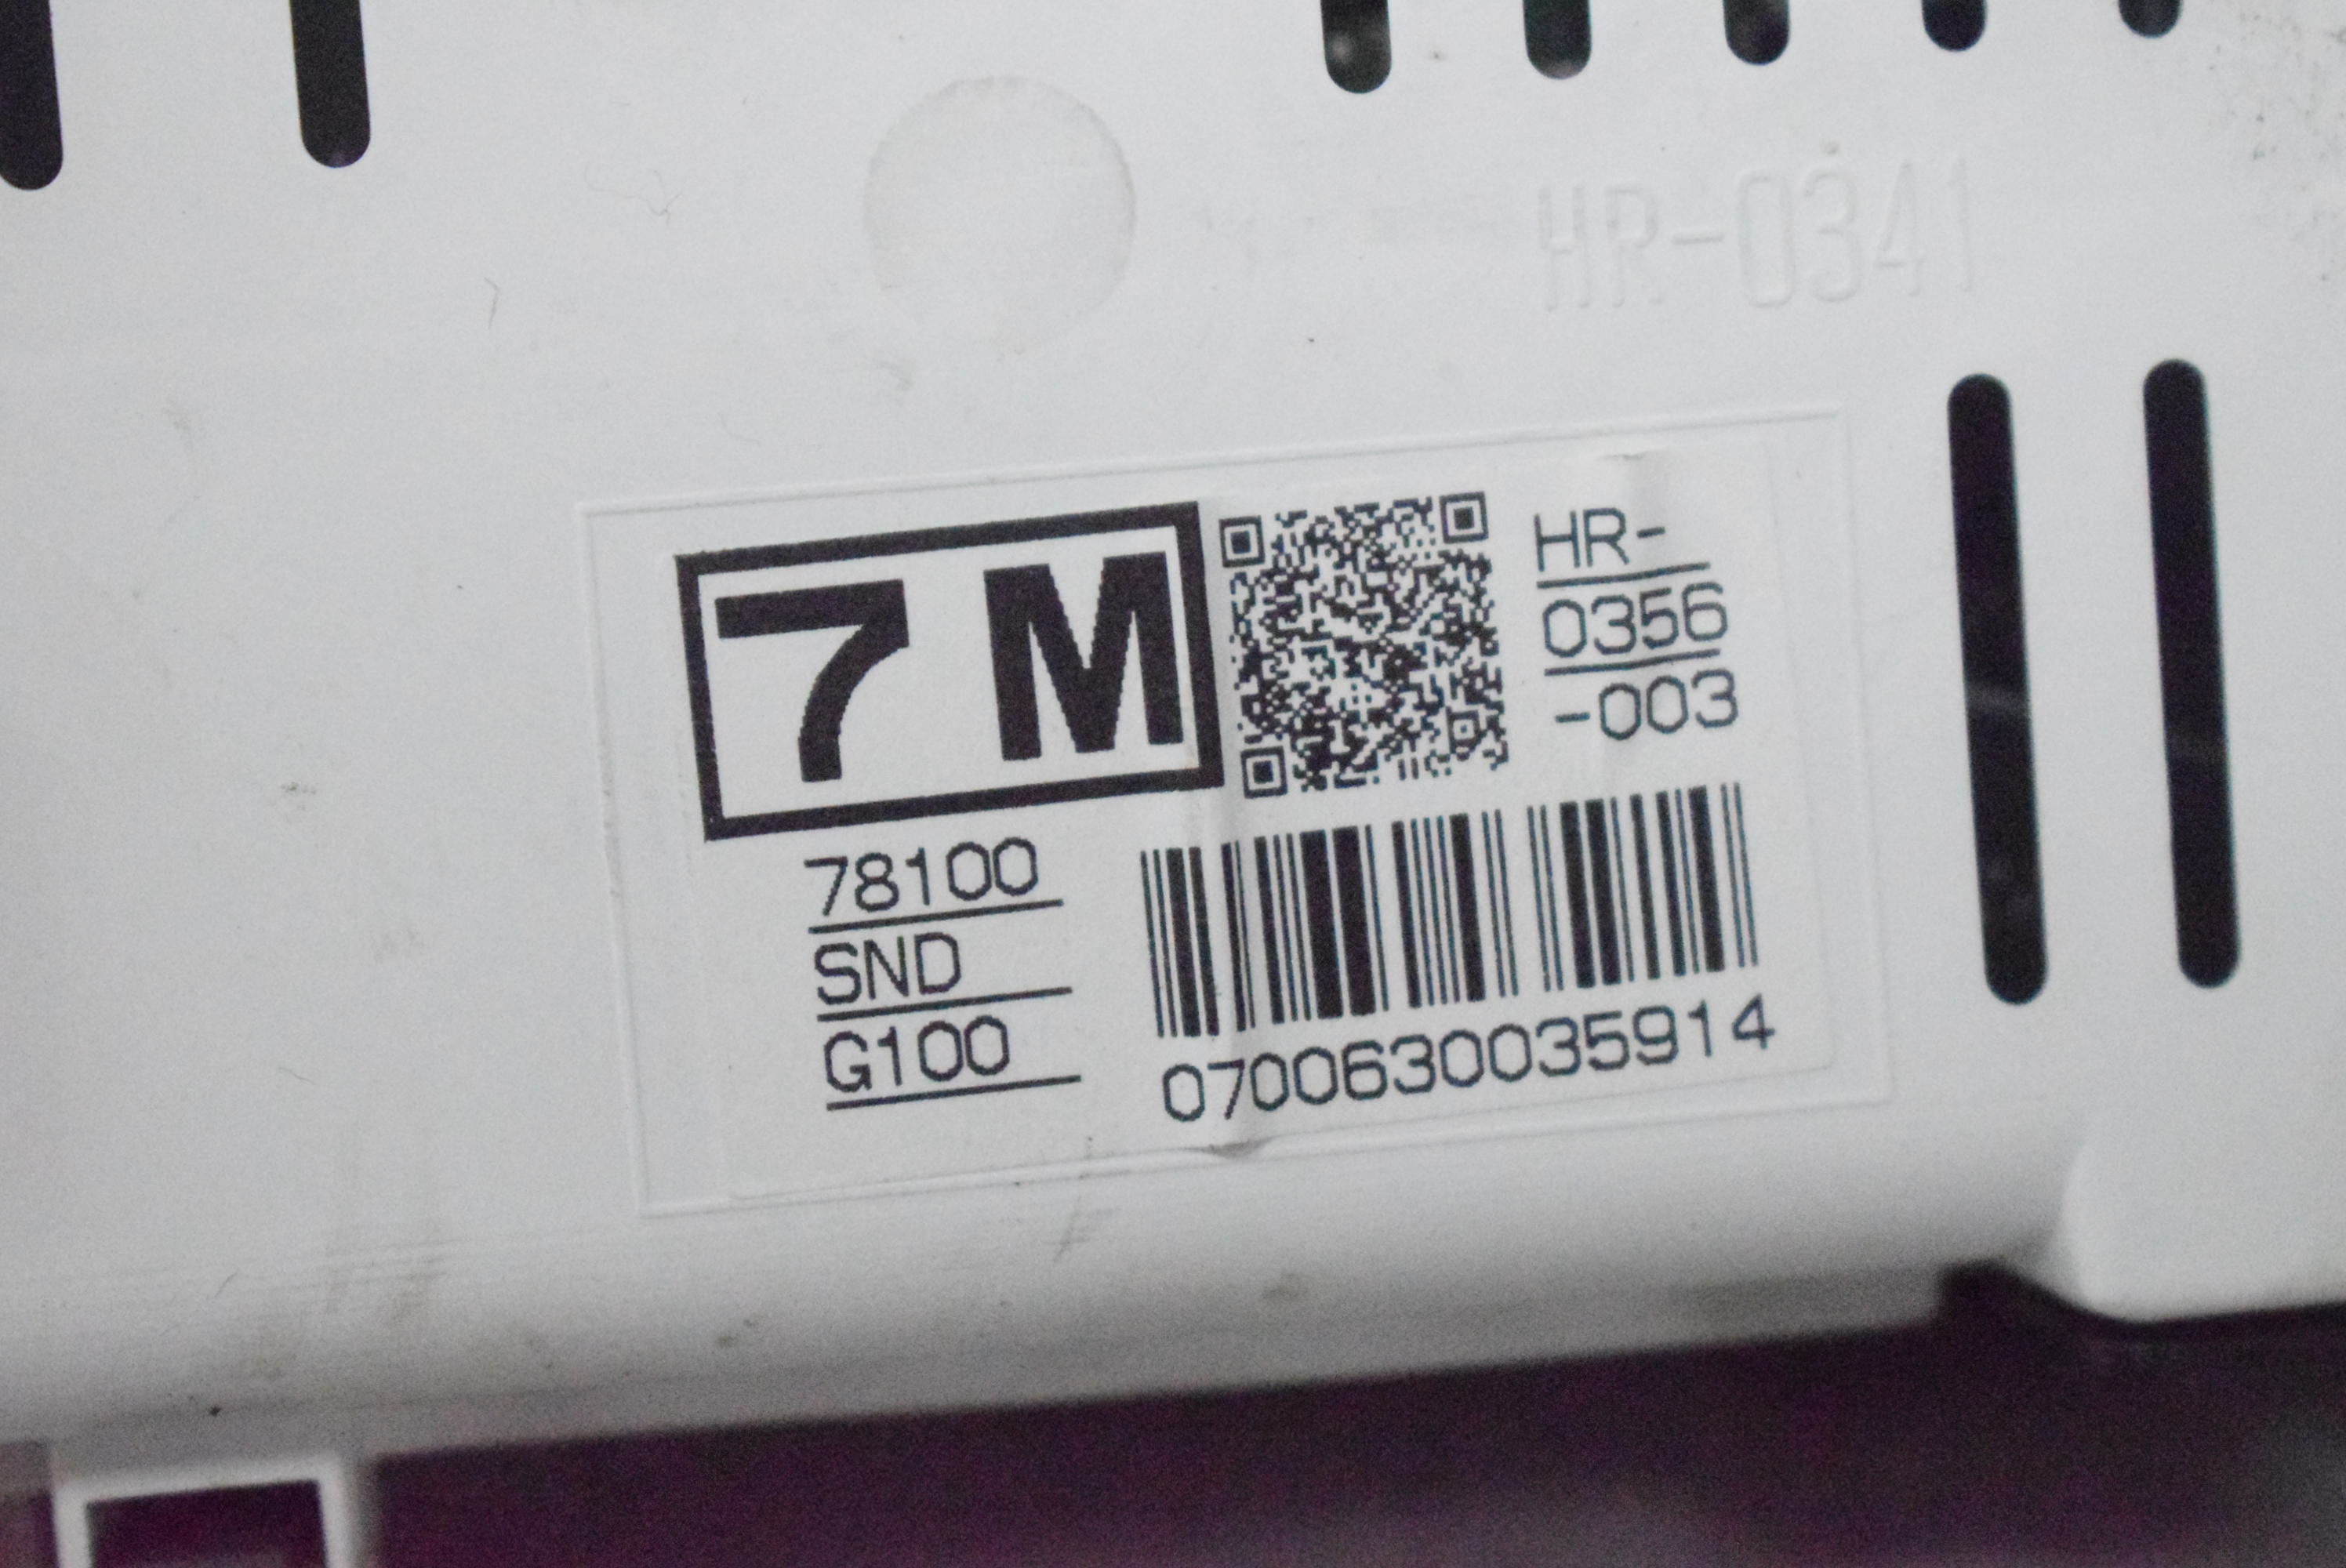 HR-0341
7 M
HR-
0356
-003
78100
SND
G100
0700630035914